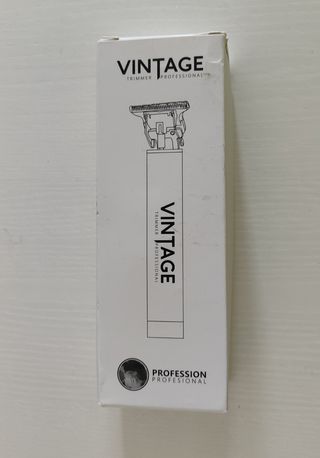 VINTAGE
TRIMMER PROFESSIONAL
VINTAGE
TRIMMER PROFESSIONAL
PROFESSION
PROFESIONAL